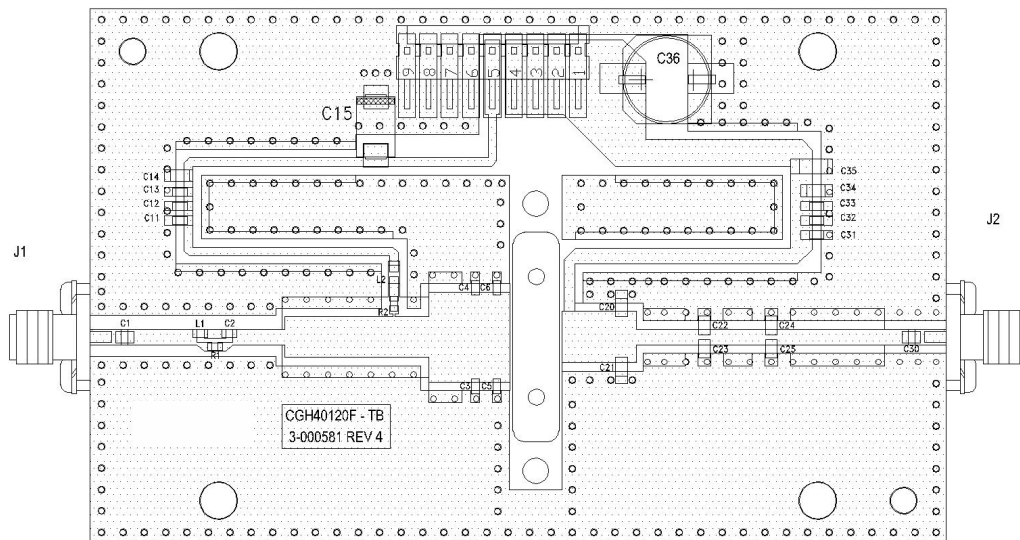 9 8 7 6 5 4 3 2 1
C36
C15
C14
C13
C12
C11
C35
C34
C33
C32
C31
J1
J2
L2
R2
C4 C6
C20
C1 L1 C2
R1
C22 C24
C23 C25
C30
C21
C3 C5
CGH40120F - TB
3-000581 REV 4